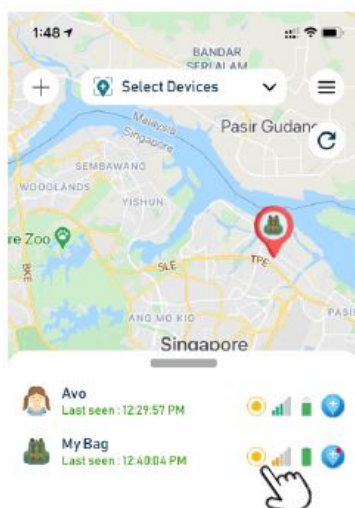 1:48
BANDAR
SERI ALAM
Select Devices
Malaysia
Singapore
Pasir Gudang
SEMBAWANG
WOODLANDS
YISHUN
re Zoo
BKE
SLE
TPE
ANG MO KIO
PASI
Singapore
Avo
Last seen : 12:29:57 PM
My Bag
Last seen : 12:40:04 PM